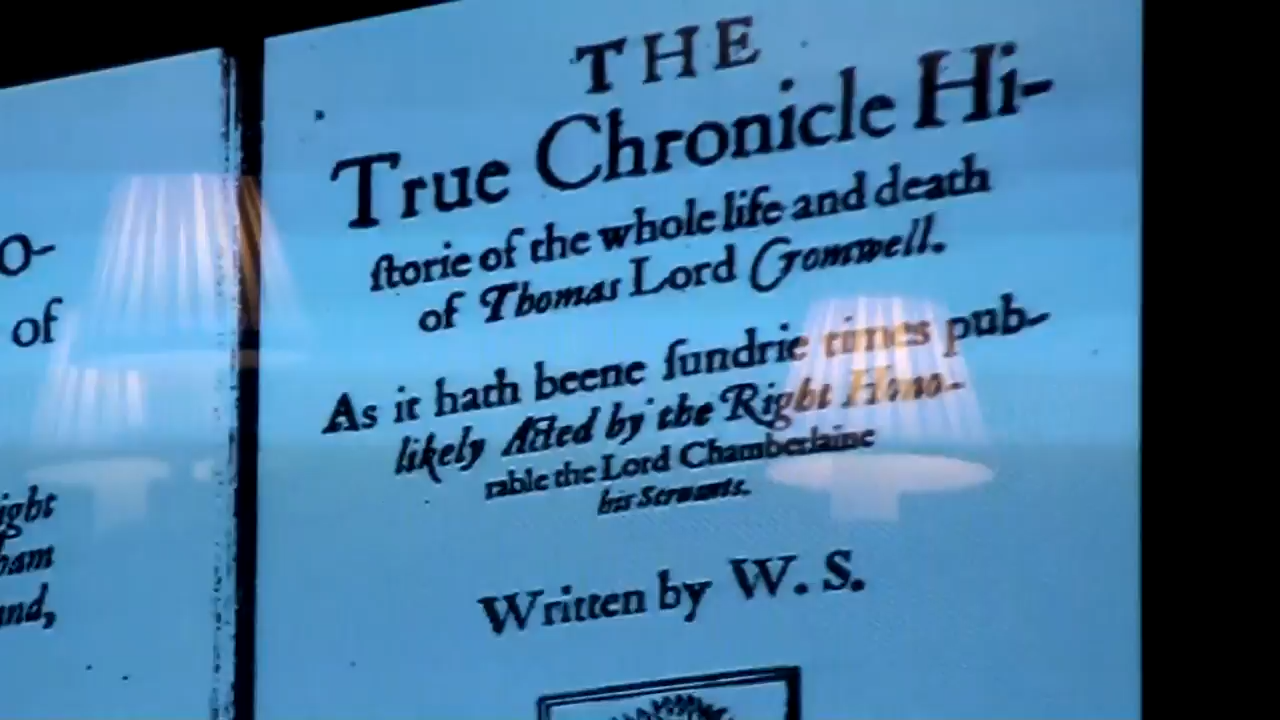 o-
of
ight
ham
and,
THE
True Chronicle Hi-
ſtorie of the whole life and death
of Thomas Lord Cromwell.
As it hath beene ſundrie times pub-
likely Acted by the Right Hono-
rable the Lord Chamberlaine
his Seruants.
Written by W. S.